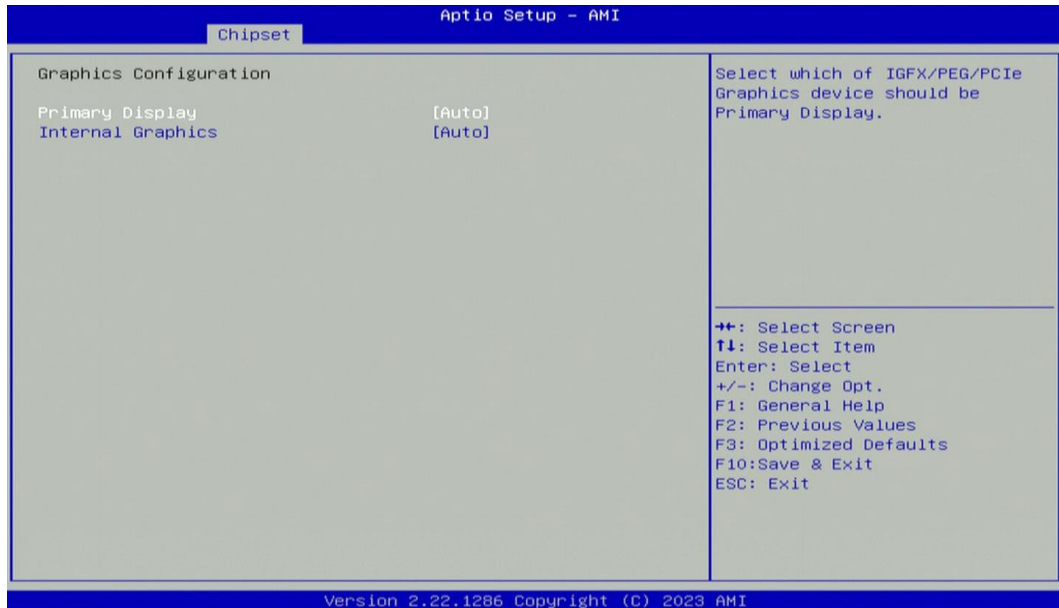 Aptio Setup – AMI
Chipset
Graphics Configuration
Primary Display [Auto]
Internal Graphics [Auto]
Select which of IGFX/PEG/PCIe
Graphics device should be
Primary Display.
→←: Select Screen
↑↓: Select Item
Enter: Select
+/-: Change Opt.
F1: General Help
F2: Previous Values
F3: Optimized Defaults
F10:Save & Exit
ESC: Exit
Version 2.22.1286 Copyright (C) 2023 AMI